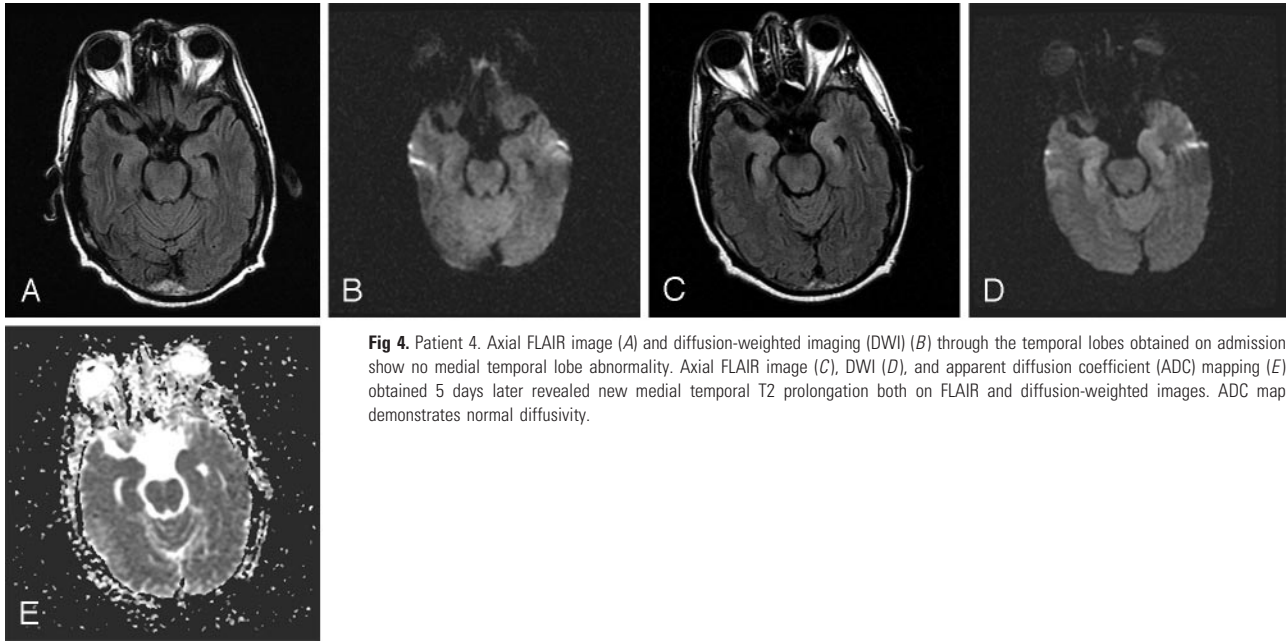 A
B
C
D
Fig 4. Patient 4. Axial FLAIR image (A) and diffusion-weighted imaging (DWI) (B) through the temporal lobes obtained on admission
show no medial temporal lobe abnormality. Axial FLAIR image (C), DWI (D), and apparent diffusion coefficient (ADC) mapping (E)
obtained 5 days later revealed new medial temporal T2 prolongation both on FLAIR and diffusion-weighted images. ADC map
demonstrates normal diffusivity.
E